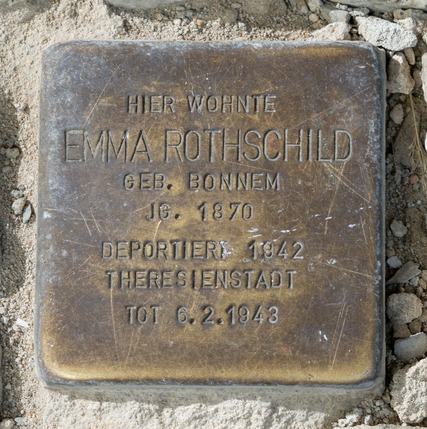 HIER WOHNTE
EMMA ROTHSCHILD
GEB. BONNEM
JG. 1870
DEPORTIERT 1942
THERESIENSTADT
TOT 6.2.1943